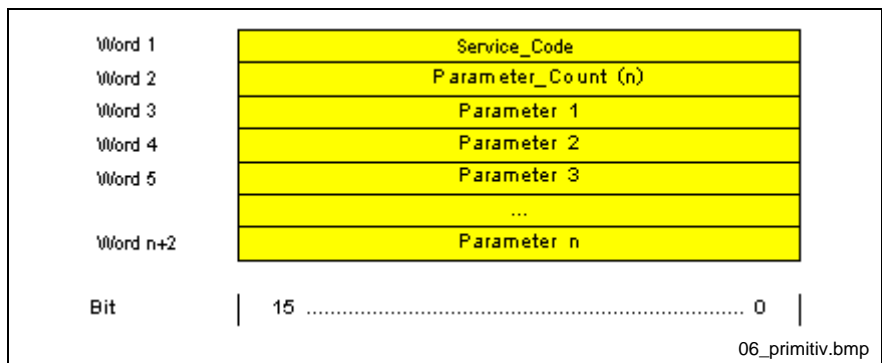 Word 1 Service_Code
Word 2 Parameter_Count (n)
Word 3 Parameter 1
Word 4 Parameter 2
Word 5 Parameter 3
...
Word n+2 Parameter n
Bit 15 ........................................................................ 0
06_primitiv.bmp